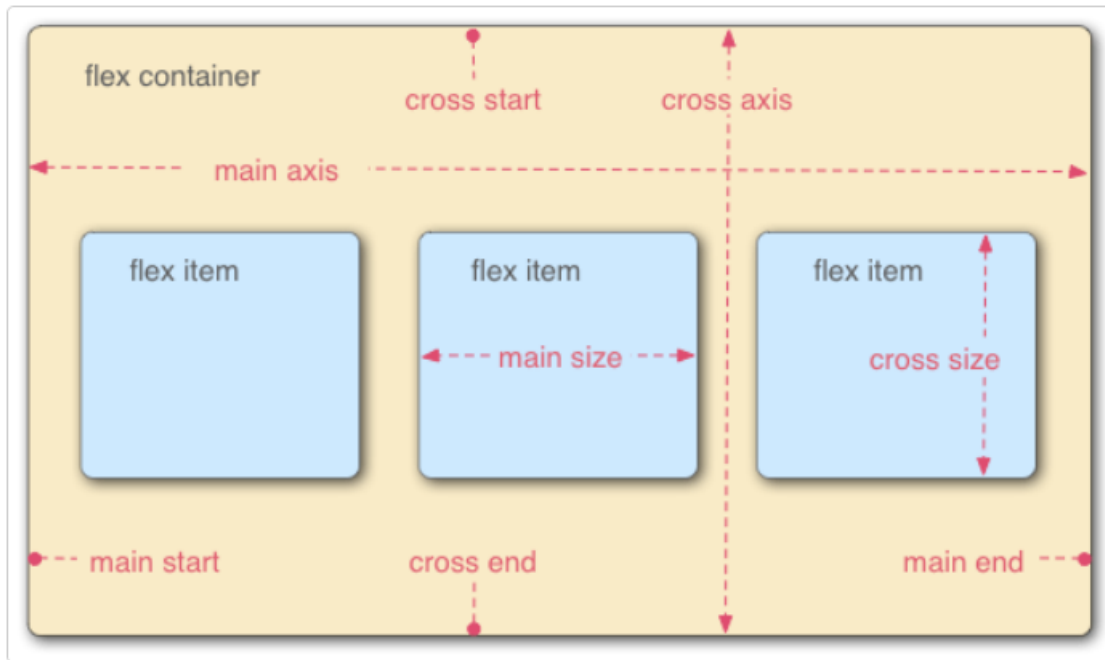 flex container
cross start
cross axis
main axis
flex item
flex item
flex item
main size
cross size
main start
cross end
main end